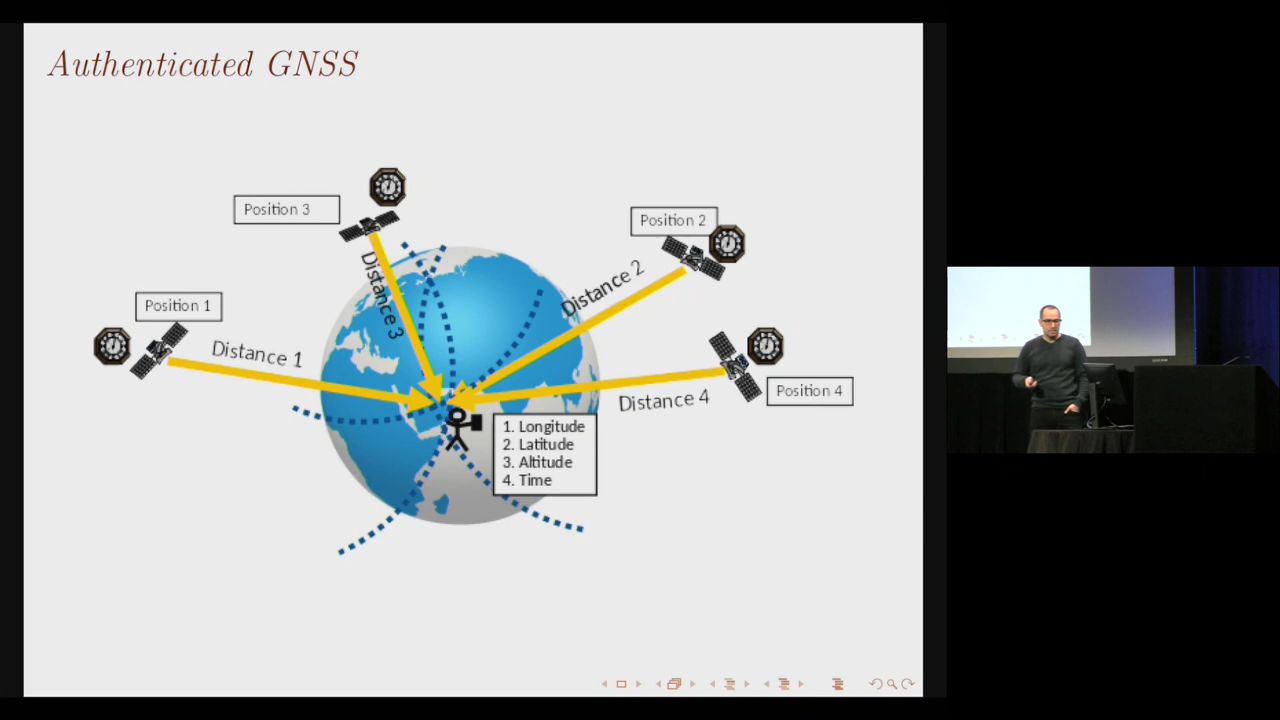 Authenticated GNSS
Position 3
Position 2
Position 1
Distance 3
Distance 2
Distance 1
Position 4
Distance 4
1. Longitude
2. Latitude
3. Altitude
4. Time